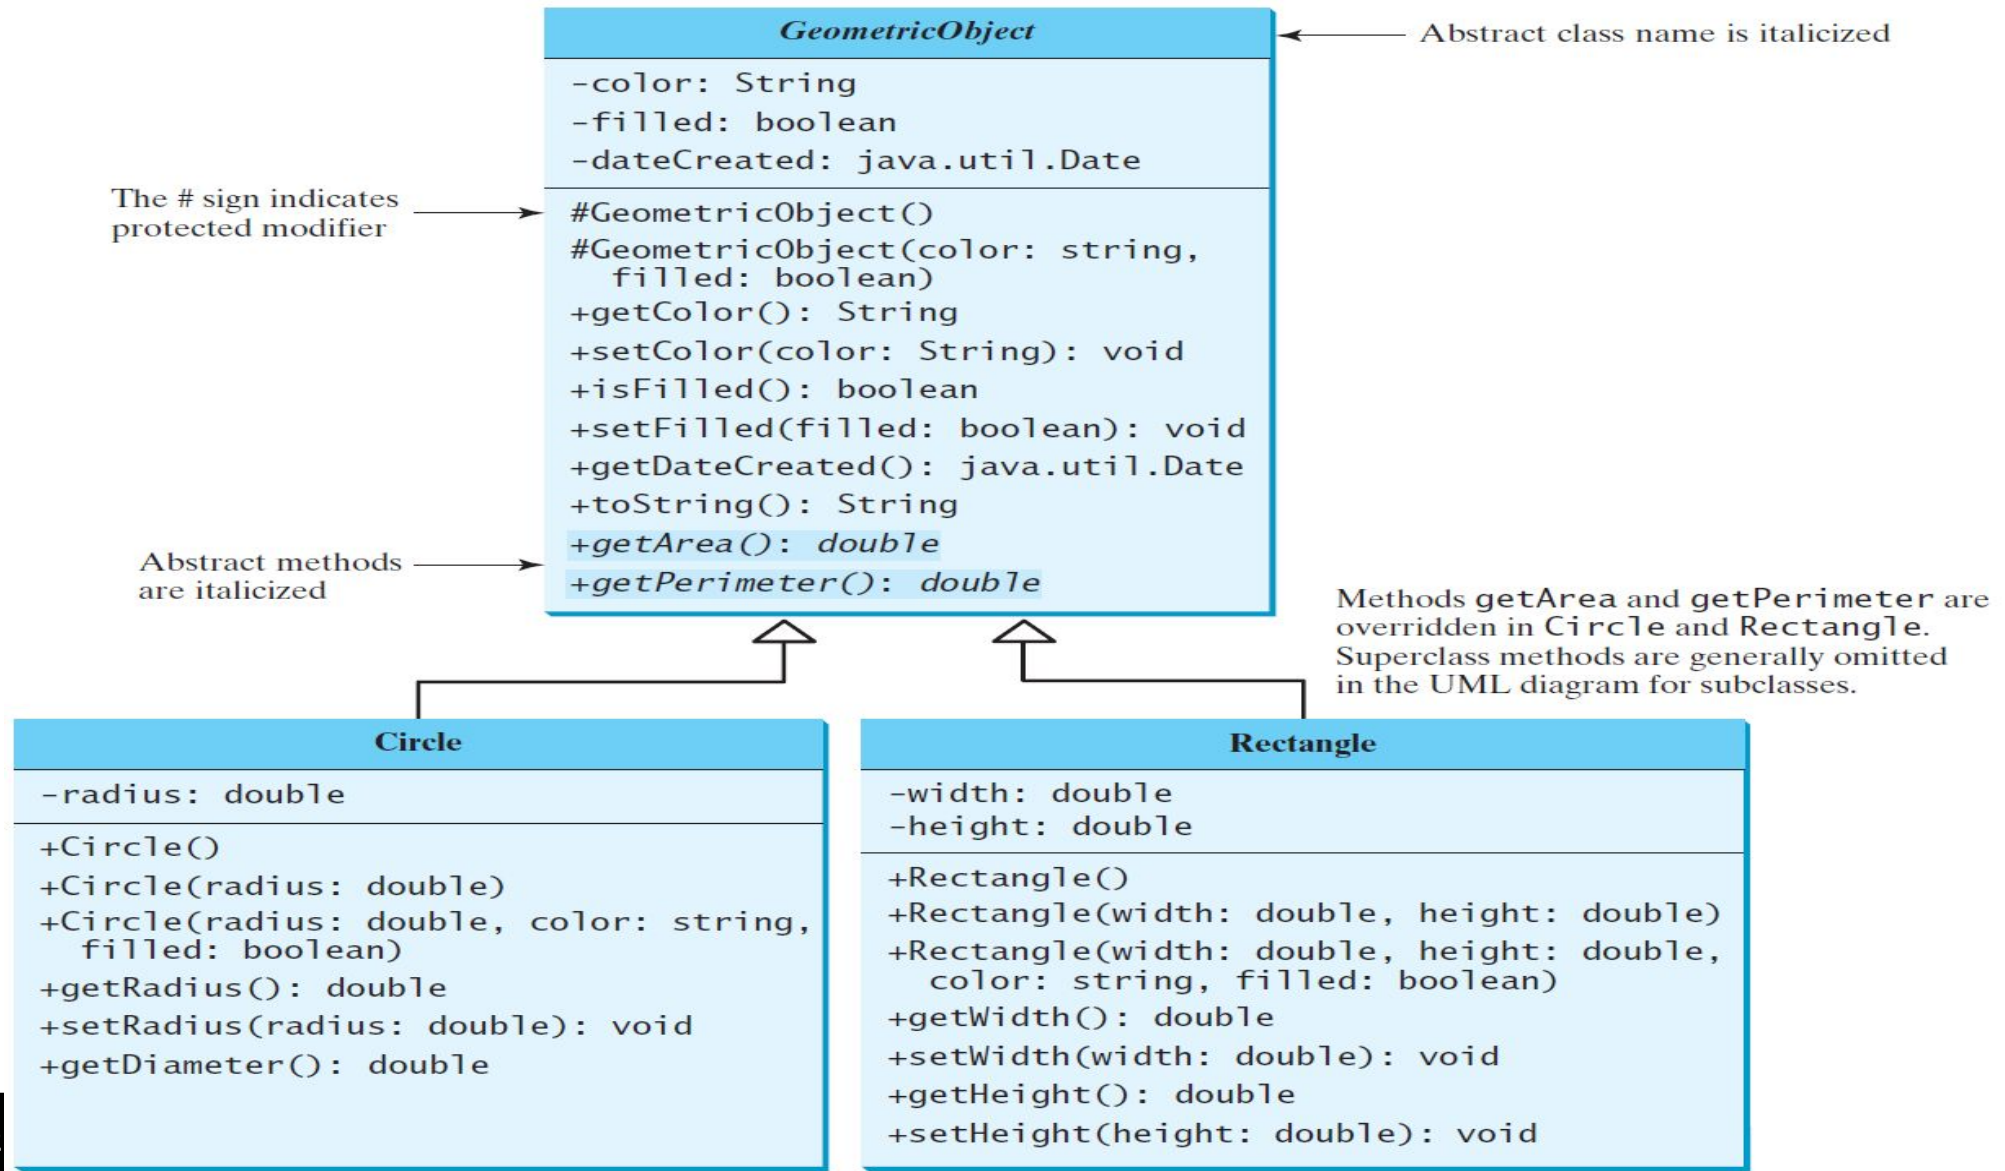 GeometricObject
Abstract class name is italicized
-color: String
-filled: boolean
-dateCreated: java.util.Date
The # sign indicates
protected modifier
#GeometricObject()
#GeometricObject(color: string,
filled: boolean)
+getColor(): String
+setColor(color: String): void
+isFilled(): boolean
+setFilled(filled: boolean): void
+getDateCreated(): java.util.Date
+toString(): String
+getArea(): double
+getPerimeter(): double
Abstract methods
are italicized
Methods getArea and getPerimeter are
overridden in Circle and Rectangle.
Superclass methods are generally omitted
in the UML diagram for subclasses.
Circle
-radius: double
+Circle()
+Circle(radius: double)
+Circle(radius: double, color: string,
filled: boolean)
+getRadius(): double
+setRadius(radius: double): void
+getDiameter(): double
Rectangle
-width: double
-height: double
+Rectangle()
+Rectangle(width: double, height: double)
+Rectangle(width: double, height: double,
color: string, filled: boolean)
+getWidth(): double
+setWidth(width: double): void
+getHeight(): double
+setHeight(height: double): void